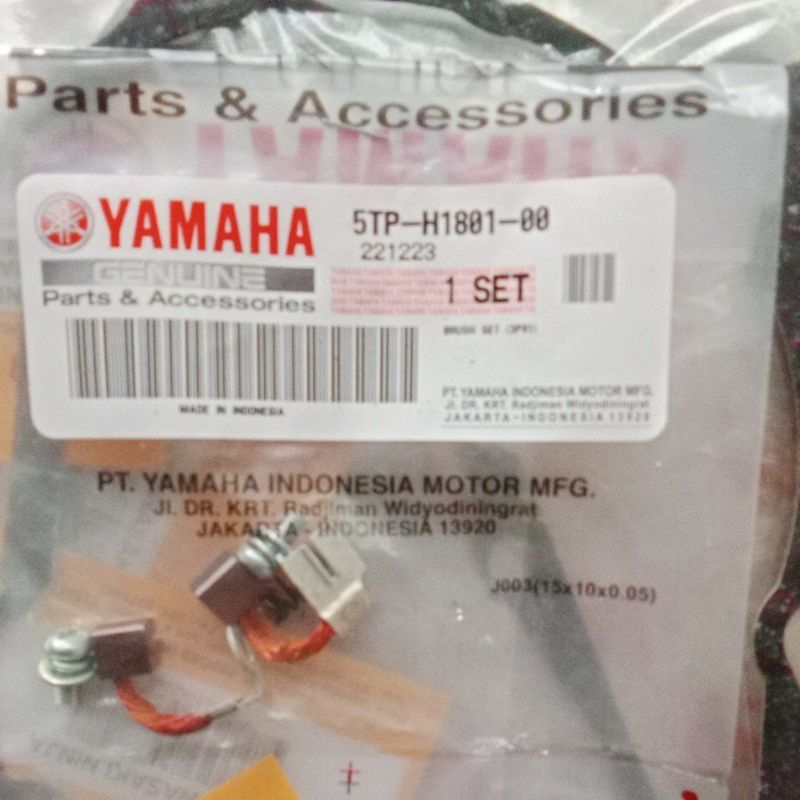 Parts & Accessories
YAMAHA
5TP-H1801-00
221223
GENUINE
1 SET
Parts & Accessories
BRUSH SET (3P91)
MADE IN INDONESIA
PT. YAMAHA INDONESIA MOTOR MFG.
Jl. DR. KRT. Radjiman Widyodiningrat
JAKARTA-INDONESIA 13920
PT. YAMAHA INDONESIA MOTOR MFG.
Jl. DR. KRT. Radjiman Widyodiningrat
JAKARTA - INDONESIA 13920
J003(15x10x0.05)